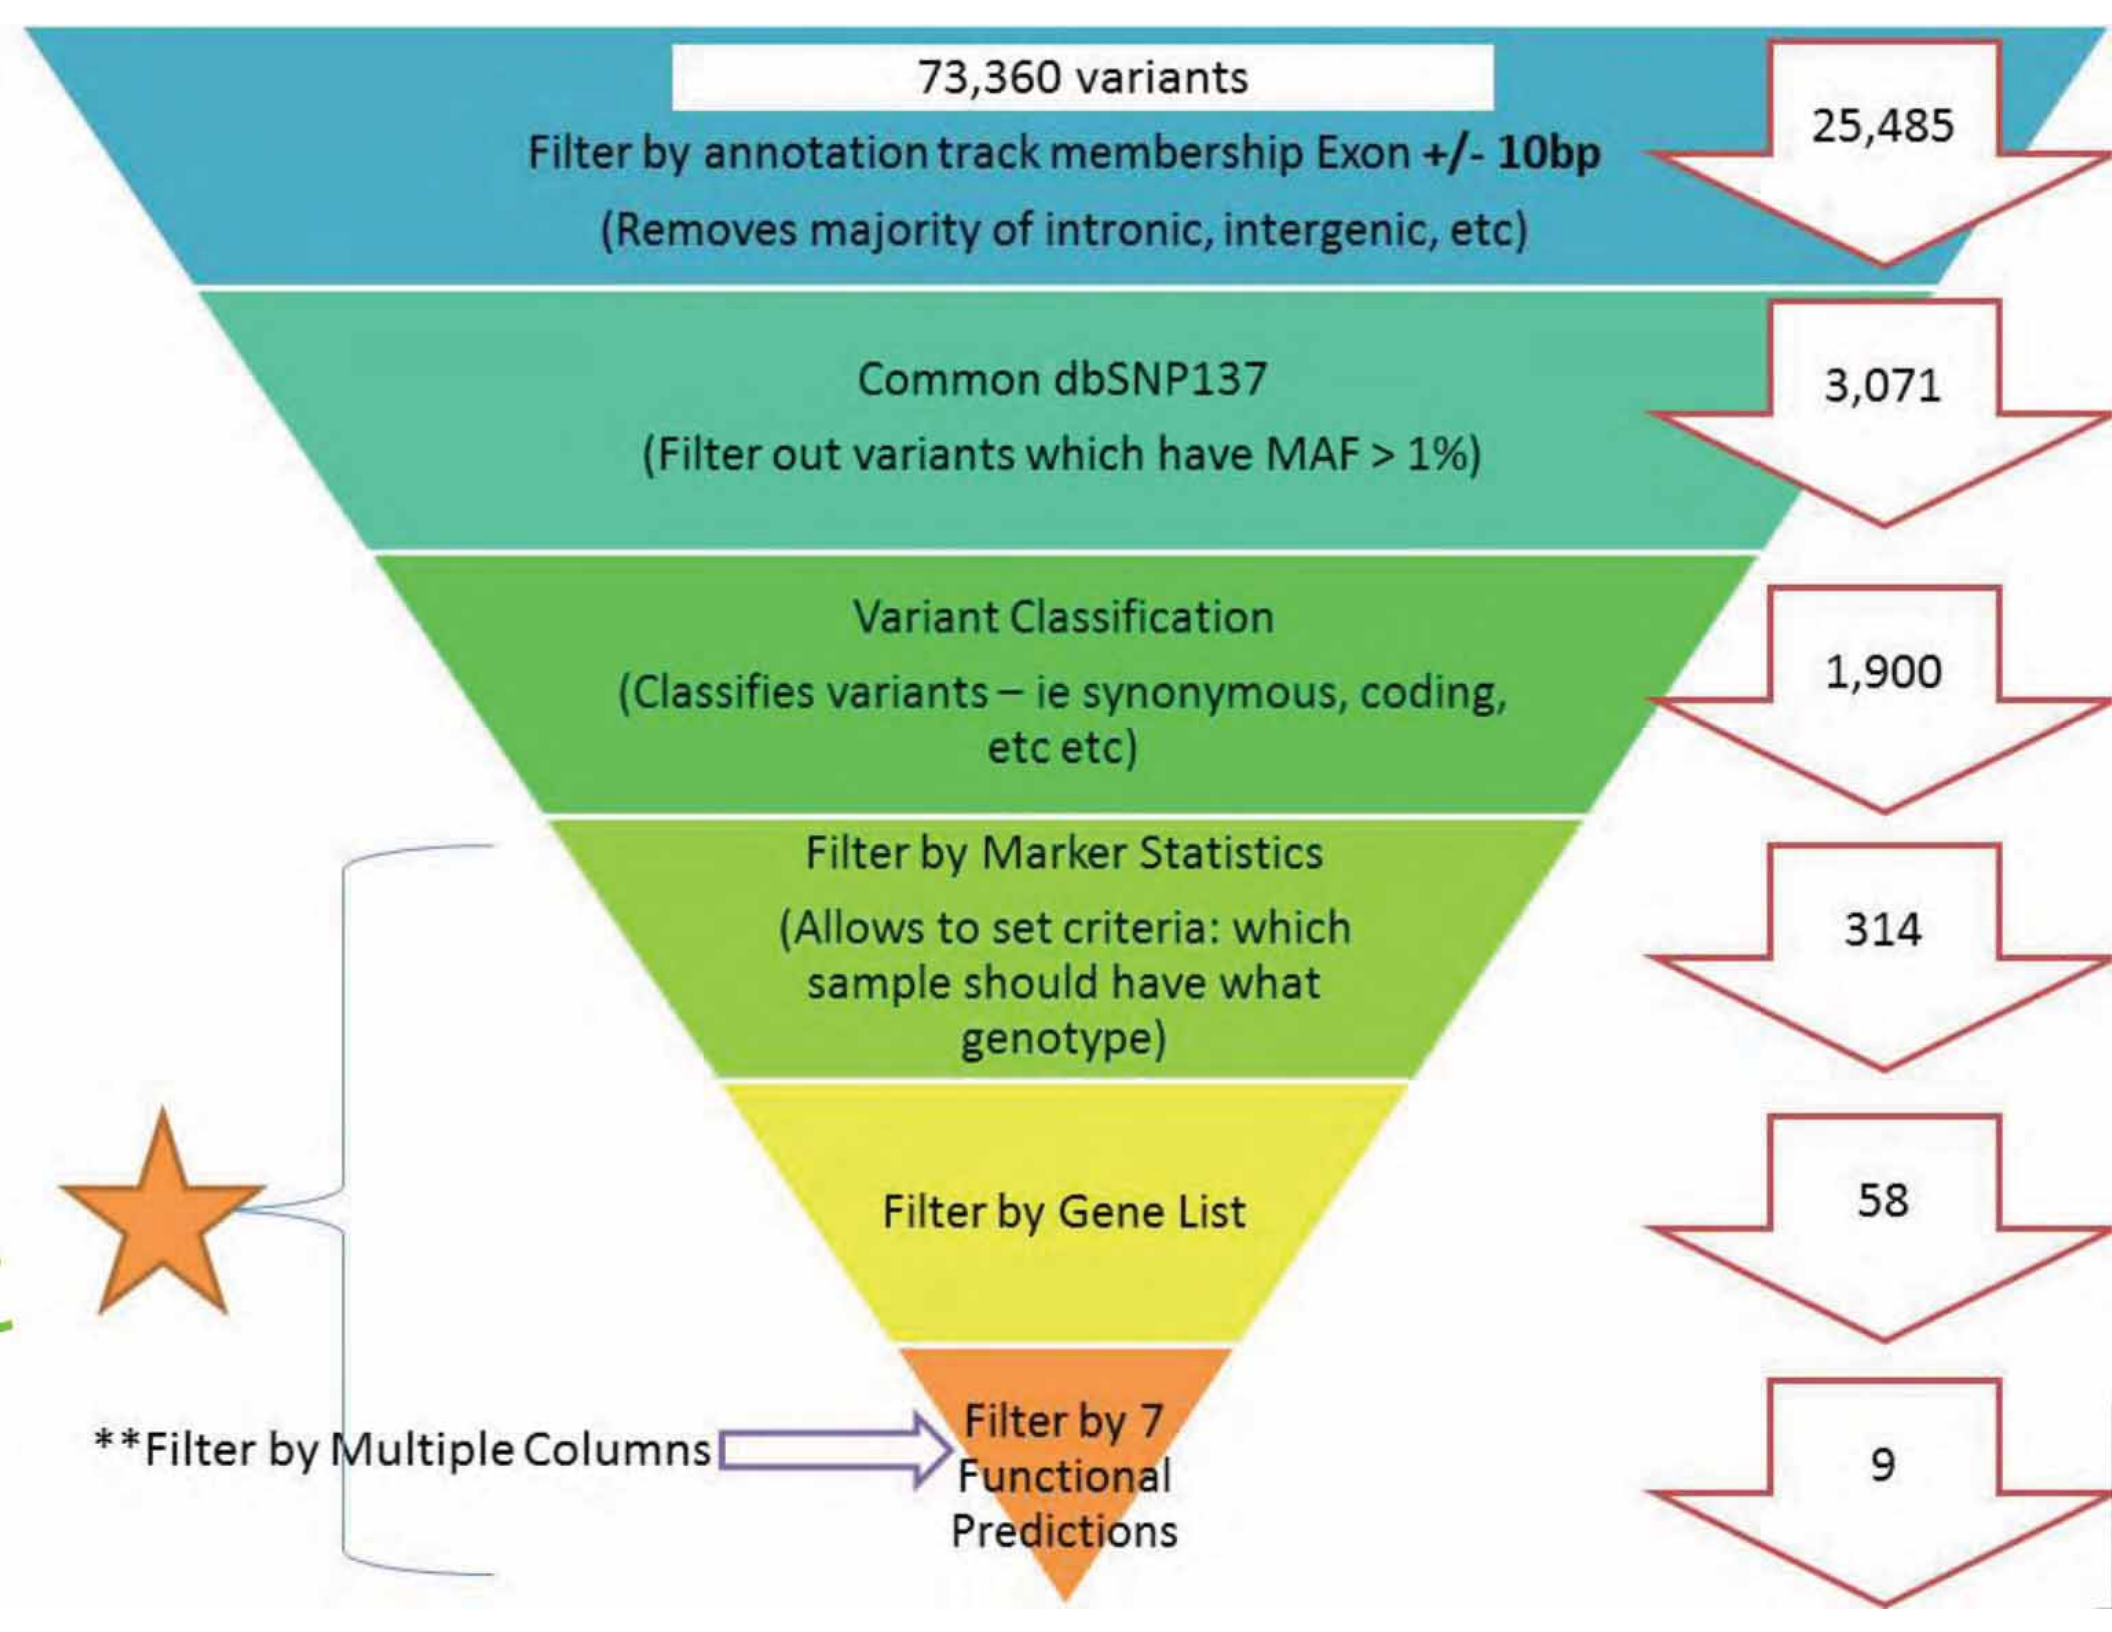 73,360 variants
25,485
Filter by annotation track membership Exon +/- 10bp
(Removes majority of intronic, intergenic, etc)
Common dbSNP137
3,071
(Filter out variants which have MAF > 1%)
Variant Classification
1,900
(Classifies variants – ie synonymous, coding,
etc etc)
Filter by Marker Statistics
314
(Allows to set criteria: which
sample should have what
genotype)
Filter by Gene List
58
**Filter by Multiple Columns
Filter by 7
Functional
Predictions
9